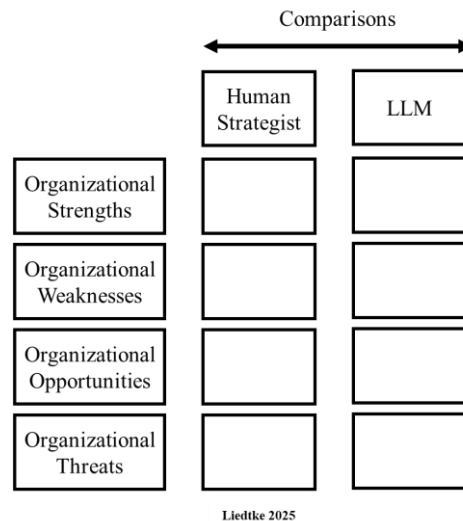 Comparisons
Human
Strategist
LLM
Organizational
Strengths
Organizational
Weaknesses
Organizational
Opportunities
Organizational
Threats
Liedtke 2025